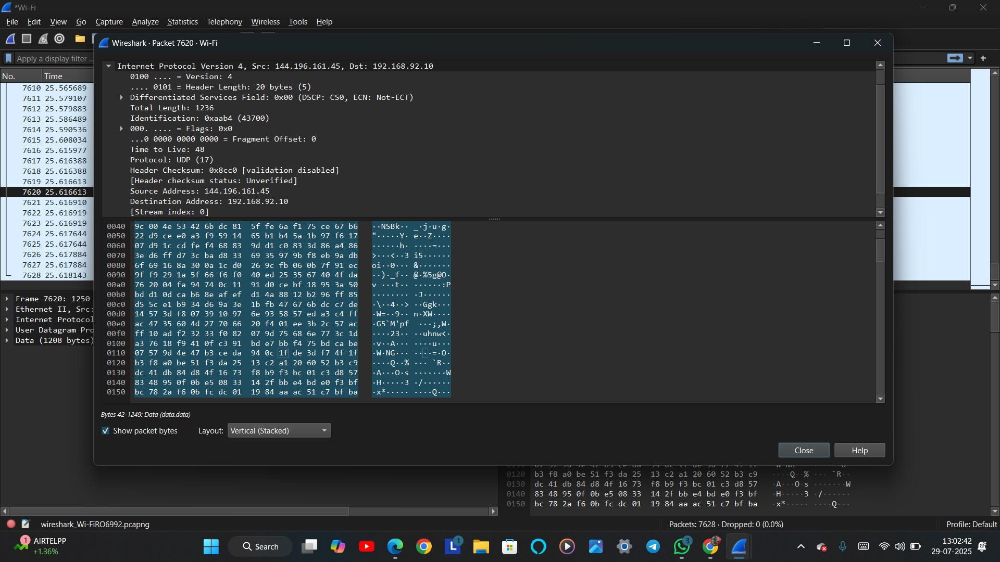 *Wi-Fi
File Edit View Go Capture Analyze Statistics Telephony Wireless Tools Help
Wireshark · Packet 7620 · Wi-Fi
Apply a display filter ...
No. Time
7610 25.565689
7611 25.579107
7612 25.579883
7613 25.586489
7614 25.590536
7615 25.608034
7616 25.615977
7617 25.616388
7618 25.616388
7619 25.616613
7620 25.616613
7621 25.616910
7622 25.616919
7623 25.616919
7624 25.617644
7625 25.617644
7626 25.617884
7627 25.617884
7628 25.618143
Frame 7620: 1250
Ethernet II, Src:
Internet Protocol
User Datagram Pro
Data (1208 bytes)
Internet Protocol Version 4, Src: 144.196.161.45, Dst: 192.168.92.10
0100 .... = Version: 4
.... 0101 = Header Length: 20 bytes (5)
Differentiated Services Field: 0x00 (DSCP: CS0, ECN: Not-ECT)
Total Length: 1236
Identification: 0xaab4 (43700)
000. .... = Flags: 0x0
...0 0000 0000 0000 = Fragment Offset: 0
Time to Live: 48
Protocol: UDP (17)
Header Checksum: 0x8cc0 [validation disabled]
[Header checksum status: Unverified]
Source Address: 144.196.161.45
Destination Address: 192.168.92.10
[Stream index: 0]
0040 9c 00 4e 53 42 6b dc 81 5f fe 6a f1 75 ce 67 b6 ··NSBk·· _·j·u·g·
0050 22 d9 ce e0 a3 f9 59 14 65 b1 b4 5a 1b 97 f6 17 "·····Y· e··Z····
0060 07 d9 1c cd fe f4 68 83 9d d1 c0 83 3d 86 a4 86 ······h· ····=···
0070 3e d6 ff d7 3c ba d8 33 69 35 97 9b f8 eb 9a db >···<··3 i5······
0080 6f 69 16 8a 30 0a 1c d0 26 9c fb 06 0b 7f 91 ec oi··0··· &·······
0090 9f f9 29 1a 5f 66 f6 f0 40 ed 25 35 67 40 4f da ··)·_f·· @·%5g@O·
00a0 76 20 04 fa 94 74 0c 11 91 d0 ce bf 18 95 3a 50 v ···t·· ······:P
00b0 bd d1 0d ca b6 8e af ef d1 4a 88 12 b2 96 ff 85 ········ ·J······
00c0 d5 5c e1 b9 34 d6 9a 3e 1b fb 47 67 6b dc c7 de ·\··4··> ··Ggk···
00d0 14 57 3d f8 07 39 10 97 6e 93 58 57 ed a3 c4 ff ·W=··9·· n·XW····
00e0 ac 47 35 60 4d 27 70 66 20 f4 01 ee 3b 2c 57 ac ·G5`M'pf ···;,W·
00f0 ff 10 ad f2 32 33 f0 82 07 9d 75 68 6e 77 3c 1d ····23·· ··uhnw<·
0100 a3 76 18 f9 41 0f c3 91 bd e7 bb f4 75 bd ca be ·v··A··· ····u···
0110 07 57 9d 4e 47 b3 ce da 94 0c 1f de 3d f7 4f 1f ·W·NG··· ····=·O·
0120 b3 f8 a0 be 51 f3 da 25 13 c2 a1 20 60 52 b3 c9 ····Q··% ··· `R··
0130 dc 41 db 84 d8 4f 16 73 f8 b9 f3 bc 01 c3 d8 57 ·A···O·s ·······W
0140 83 48 95 0f 0b e5 08 33 14 2f bb e4 bd e0 f3 bf ·H·····3 ·/······
0150 bc 78 2a f6 0b fc dc 01 19 84 aa ac 51 c7 bf ba ·x*····· ····Q···
Bytes 42-1249: Data (data.data)
Show packet bytes Layout: Vertical (Stacked)
Close Help
0120 b3 f8 a0 be 51 f3 da 25 13 c2 a1 20 60 52 b3 c9 ····Q··% ··· `R··
0130 dc 41 db 84 d8 4f 16 73 f8 b9 f3 bc 01 c3 d8 57 ·A···O·s ·······W
0140 83 48 95 0f 0b e5 08 33 14 2f bb e4 bd e0 f3 bf ·H·····3 ·/······
0150 bc 78 2a f6 0b fc dc 01 19 84 aa ac 51 c7 bf ba ·x*····· ····Q···
wireshark_Wi-FiRO6992.pcapng Packets: 7628 · Dropped: 0 (0.0%) Profile: Default
1 AIRTELPP
+1.36%
Search
L 1
3
13:02:42
29-07-2025